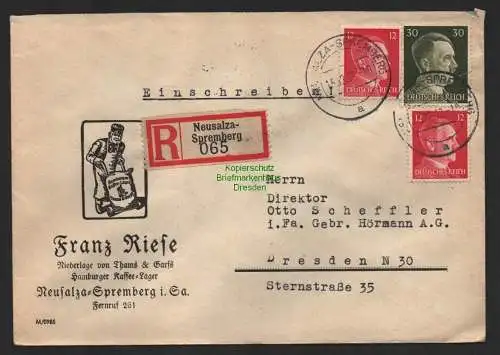 12
30
DEUTSCHES REICH
DEUTSCHES REICH
12 12
DEUTSCHES REICH
a
a
Einschreiben
R
Neusalza-
Spremberg
065
Kopierschutz
Briefmarkenhaus
Dresden
Herrn
Direktor
Otto Scheffler
i.Fa. Gebr. Hörmann A.G.
Dresden N 30
Sternstraße 35
Franz Riese
Niederlage von Thams & Garfs
Hamburger Kaffee-Lager
Neusalza-Spremberg i. Sa.
Fernruf 261